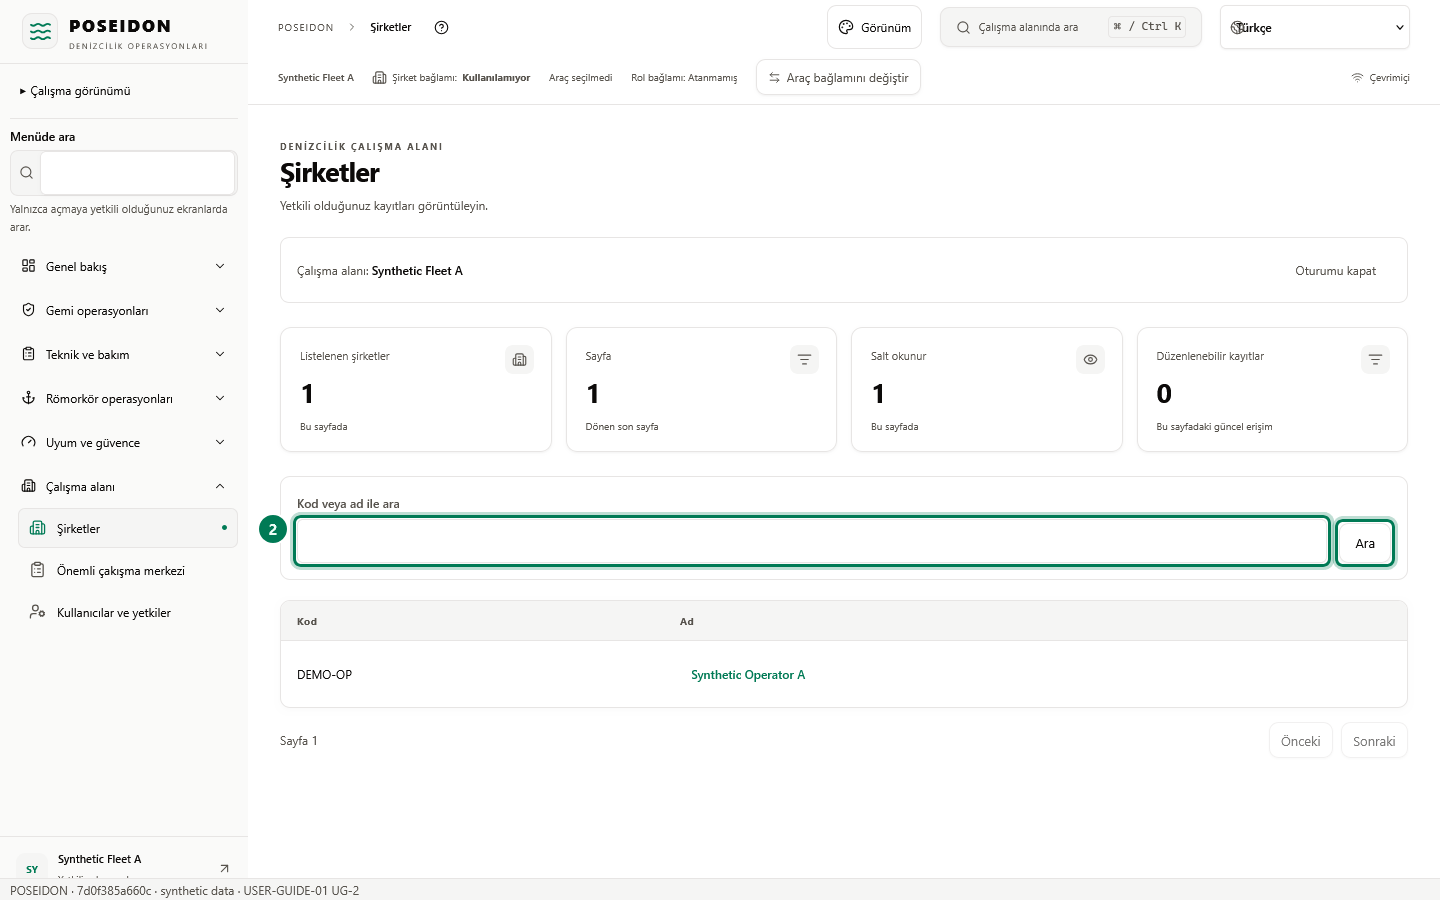 POSEIDON
DENİZCİLİK OPERASYONLARI
Çalışma görünümü
Menüde ara
Yalnızca açmaya yetkili olduğunuz ekranlarda
arar.
Genel bakış
Gemi operasyonları
Teknik ve bakım
Römorkör operasyonları
Uyum ve güvence
Çalışma alanı
Şirketler
Önemli çakışma merkezi
Kullanıcılar ve yetkiler
SY
Synthetic Fleet A
POSEIDON
Şirketler
Görünüm
Çalışma alanında ara
⌘ / Ctrl K
Türkçe
Synthetic Fleet A
Şirket bağlamı: Kullanılamıyor
Araç seçilmedi
Rol bağlamı: Atanmamış
Araç bağlamını değiştir
Çevrimiçi
DENİZCİLİK ÇALIŞMA ALANI
Şirketler
Yetkili olduğunuz kayıtları görüntüleyin.
Çalışma alanı: Synthetic Fleet A
Oturumu kapat
Listelenen şirketler
1
Bu sayfada
Sayfa
1
Dönen son sayfa
Salt okunur
1
Bu sayfada
Düzenlenebilir kayıtlar
0
Bu sayfadaki güncel erişim
Kod veya ad ile ara
2
Ara
Kod
Ad
DEMO-OP
Synthetic Operator A
Sayfa 1
Önceki
Sonraki
POSEIDON · 7d0f385a660c · synthetic data · USER-GUIDE-01 UG-2